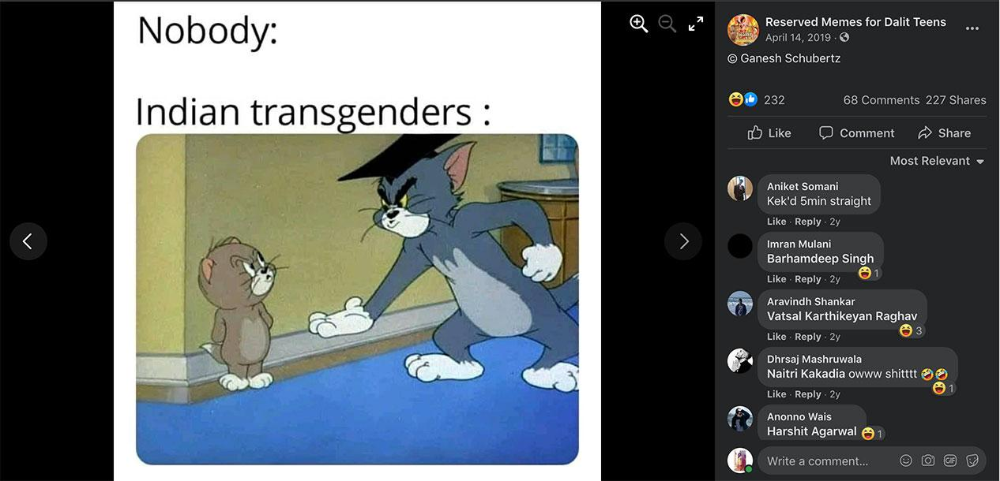 Nobody:
Indian transgenders :
Reserved Memes for Dalit Teens
April 14, 2019 ·
© Ganesh Schubertz
232
68 Comments 227 Shares
Like Comment Share
Most Relevant
Aniket Somani
Kek'd 5min straight
Like · Reply · 2y
Imran Mulani
Barhamdeep Singh
1
Like · Reply · 2y
Aravindh Shankar
Vatsal Karthikeyan Raghav
3
Like · Reply · 2y
Dhrsaj Mashruwala
Naitri Kakadia owww shitttt 🤣🤣
1
Like · Reply · 2y
Anonno Wais
Harshit Agarwal
1
Write a comment...
GIF